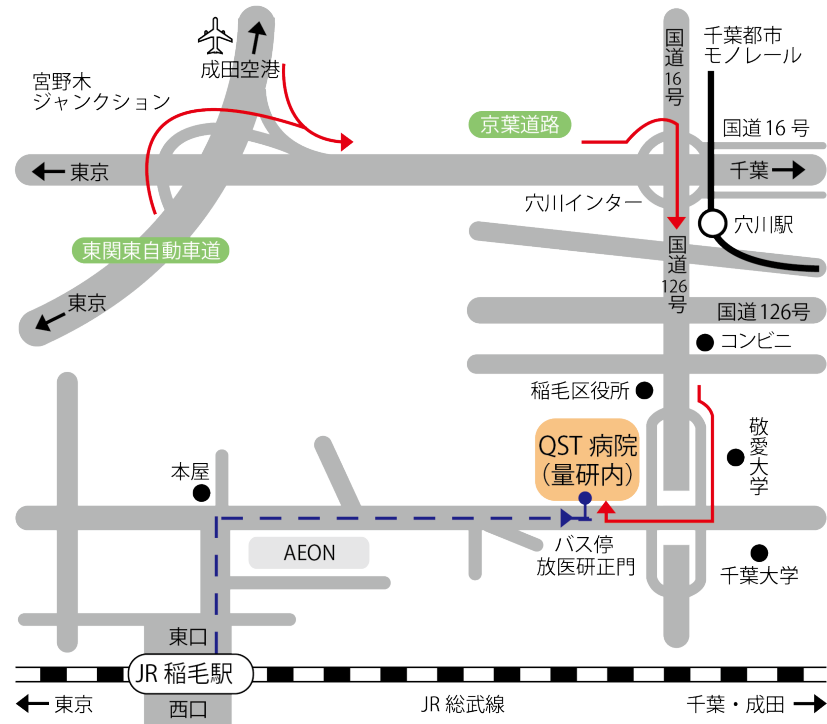 国道16号
千葉都市
モノレール
成田空港
宮野木
ジャンクション
京葉道路
国道16号
東京
千葉
穴川インター
穴川駅
東関東自動車道
国道126号
東京
国道126号
コンビニ
稲毛区役所
敬愛大学
QST 病院
（量研内）
本屋
AEON
バス停
放医研正門
千葉大学
東口
JR 稲毛駅
西口
東京
JR 総武線
千葉・成田